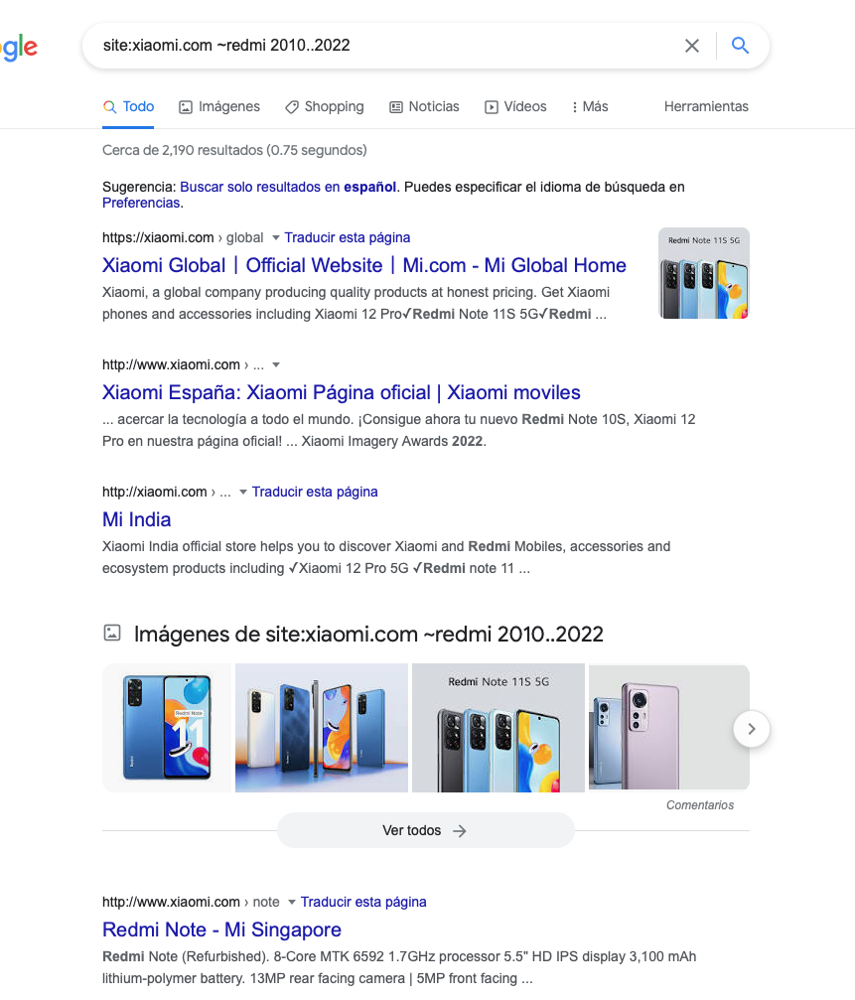 gle
site:xiaomi.com ~redmi 2010..2022
Todo Imágenes Shopping Noticias Vídeos Más Herramientas
Cerca de 2,190 resultados (0.75 segundos)
Sugerencia: Buscar solo resultados en español. Puedes especificar el idioma de búsqueda en
Preferencias.
https://xiaomi.com › global Traducir esta página
Xiaomi Global | Official Website | Mi.com - Mi Global Home
Xiaomi, a global company producing quality products at honest pricing. Get Xiaomi
phones and accessories including Xiaomi 12 Pro✓Redmi Note 11S 5G✓Redmi ...
Redmi Note 11S 5G
http://www.xiaomi.com › ...
Xiaomi España: Xiaomi Página oficial | Xiaomi moviles
... acercar la tecnología a todo el mundo. ¡Consigue ahora tu nuevo Redmi Note 10S, Xiaomi 12
Pro en nuestra página oficial! ... Xiaomi Imagery Awards 2022.
http://xiaomi.com › ... Traducir esta página
Mi India
Xiaomi India official store helps you to discover Xiaomi and Redmi Mobiles, accessories and
ecosystem products including ✓Xiaomi 12 Pro 5G ✓Redmi note 11 ...
Imágenes de site:xiaomi.com ~redmi 2010..2022
Redmi Note
11
Redmi Note 11S 5G
Comentarios
Ver todos
http://www.xiaomi.com › note Traducir esta página
Redmi Note - Mi Singapore
Redmi Note (Refurbished). 8-Core MTK 6592 1.7GHz processor 5.5" HD IPS display 3,100 mAh
lithium-polymer battery. 13MP rear facing camera | 5MP front facing ...